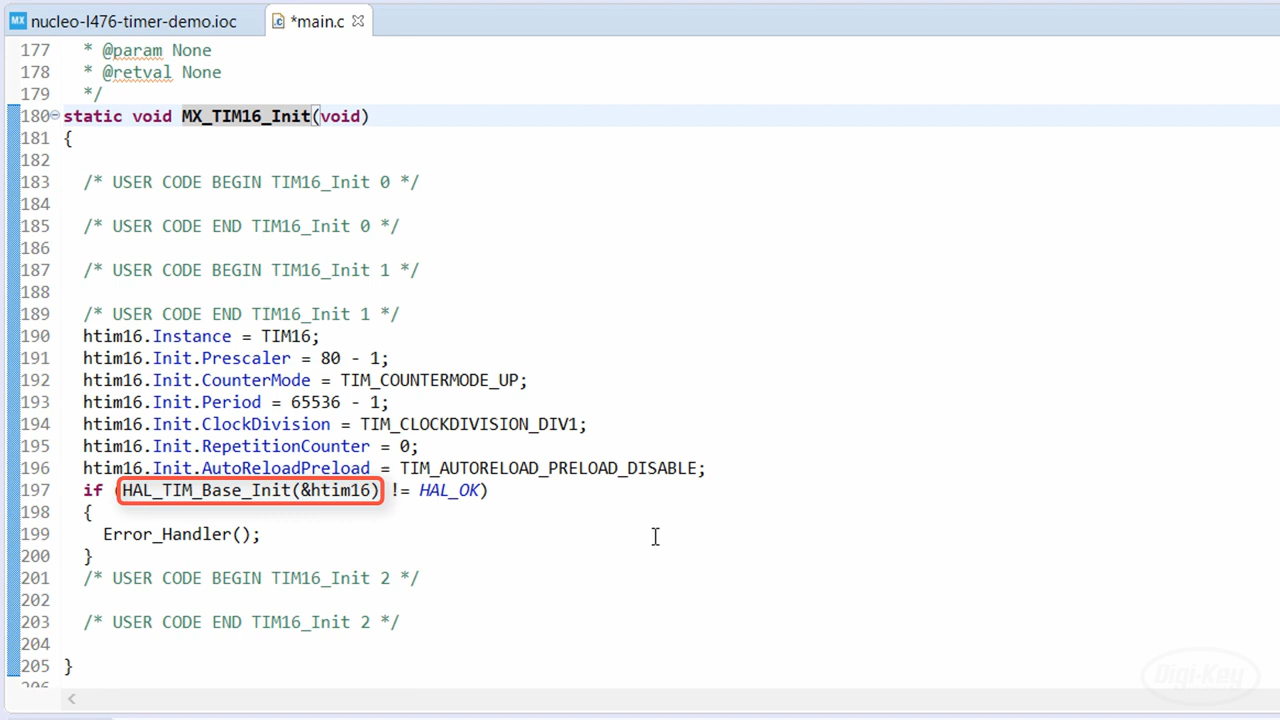 MX nucleo-l476-timer-demo.ioc *main.c
177 * @param None
178 * @retval None
179 */
180 static void MX_TIM16_Init(void)
181 {
182
183 /* USER CODE BEGIN TIM16_Init 0 */
184
185 /* USER CODE END TIM16_Init 0 */
186
187 /* USER CODE BEGIN TIM16_Init 1 */
188
189 /* USER CODE END TIM16_Init 1 */
190 htim16.Instance = TIM16;
191 htim16.Init.Prescaler = 80 - 1;
192 htim16.Init.CounterMode = TIM_COUNTERMODE_UP;
193 htim16.Init.Period = 65536 - 1;
194 htim16.Init.ClockDivision = TIM_CLOCKDIVISION_DIV1;
195 htim16.Init.RepetitionCounter = 0;
196 htim16.Init.AutoReloadPreload = TIM_AUTORELOAD_PRELOAD_DISABLE;
197 if (HAL_TIM_Base_Init(&htim16) != HAL_OK)
198 {
199 Error_Handler();
200 }
201 /* USER CODE BEGIN TIM16_Init 2 */
202
203 /* USER CODE END TIM16_Init 2 */
204
205 }
206
Digi-Key